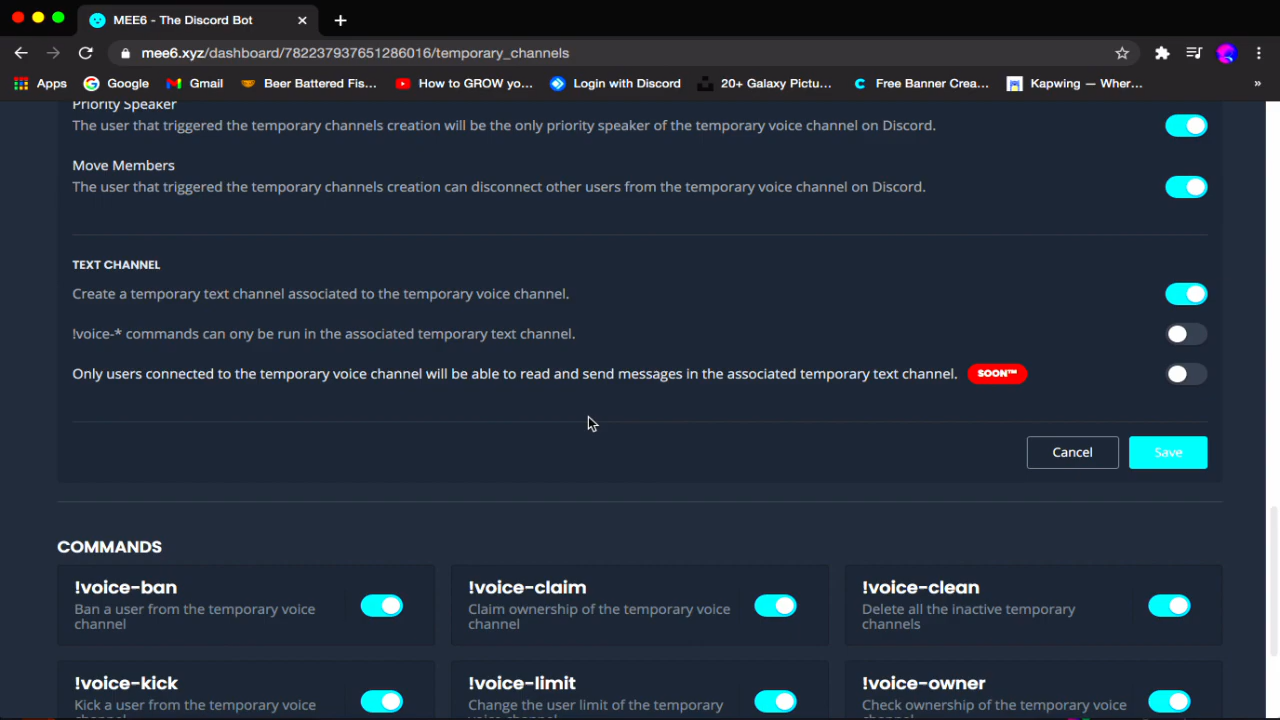 MEE6 - The Discord Bot
mee6.xyz/dashboard/782237937651286016/temporary_channels
Apps
Google
Gmail
Beer Battered Fis...
How to GROW yo...
Login with Discord
20+ Galaxy Pictu...
Free Banner Crea...
Kapwing — Wher...
»
Priority Speaker
The user that triggered the temporary channels creation will be the only priority speaker of the temporary voice channel on Discord.
Move Members
The user that triggered the temporary channels creation can disconnect other users from the temporary voice channel on Discord.
TEXT CHANNEL
Create a temporary text channel associated to the temporary voice channel.
!voice-* commands can ony be run in the associated temporary text channel.
Only users connected to the temporary voice channel will be able to read and send messages in the associated temporary text channel. SOON™
Cancel
Save
COMMANDS
!voice-ban
Ban a user from the temporary voice
channel
!voice-claim
Claim ownership of the temporary voice
channel
!voice-clean
Delete all the inactive temporary
channels
!voice-kick
Kick a user from the temporary voice
channel
!voice-limit
Change the user limit of the temporary
voice channel
!voice-owner
Check ownership of the temporary voice
channel